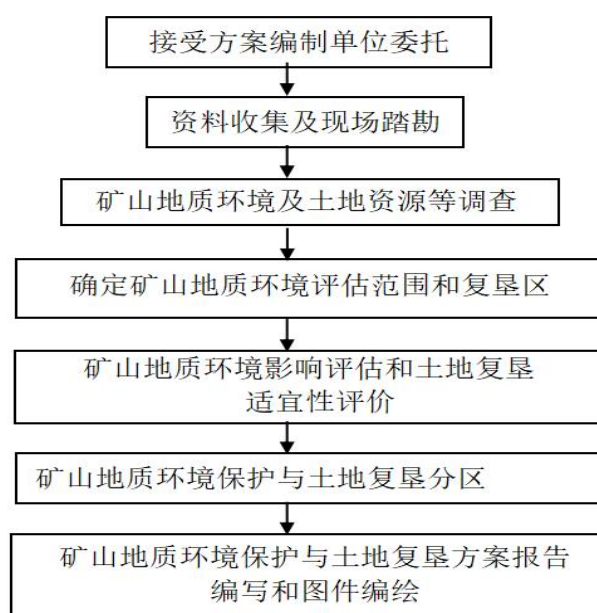 接受方案编制单位委托
资料收集及现场踏勘
矿山地质环境及土地资源等调查
确定矿山地质环境评估范围和复垦区
矿山地质环境影响评估和土地复垦
适宜性评价
矿山地质环境保护与土地复垦分区
矿山地质环境保护与土地复垦方案报告
编写和图件编绘